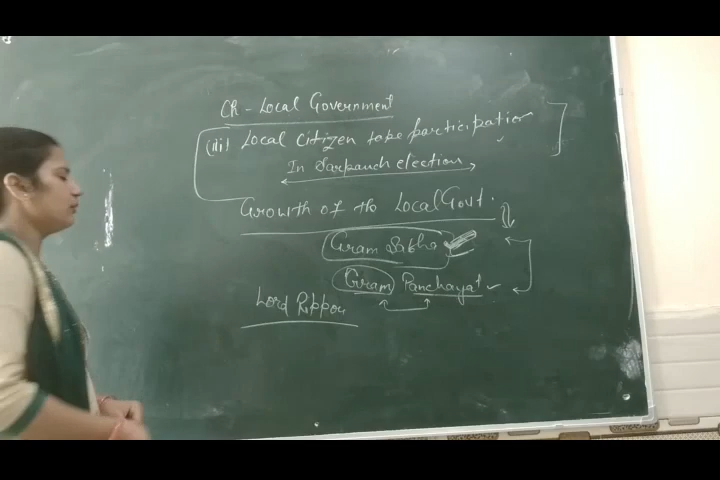 CR - Local Government
(iii) Local Citizen take participation
In Sarpanch election
Growth of the Local Govt.
Gram Sabha
Gram Panchayat
Lord Rippon